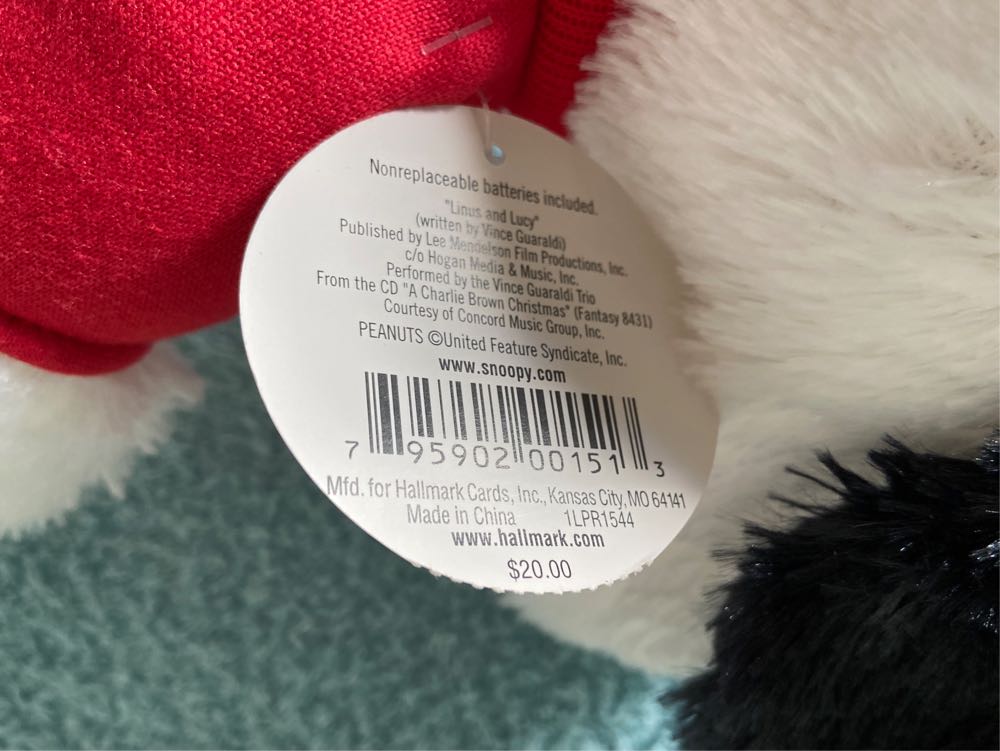 Nonreplaceable batteries included.
"Linus and Lucy"
(written by Vince Guaraldi)
Published by Lee Mendelson Film Productions, Inc.
c/o Hogan Media & Music, Inc.
Performed by the Vince Guaraldi Trio
From the CD "A Charlie Brown Christmas" (Fantasy 8431)
Courtesy of Concord Music Group, Inc.
PEANUTS ©United Feature Syndicate, Inc.
www.snoopy.com
7 95902 00151 3
Mfd. for Hallmark Cards, Inc., Kansas City, MO 64141
Made in China 1LPR1544
www.hallmark.com
$20.00